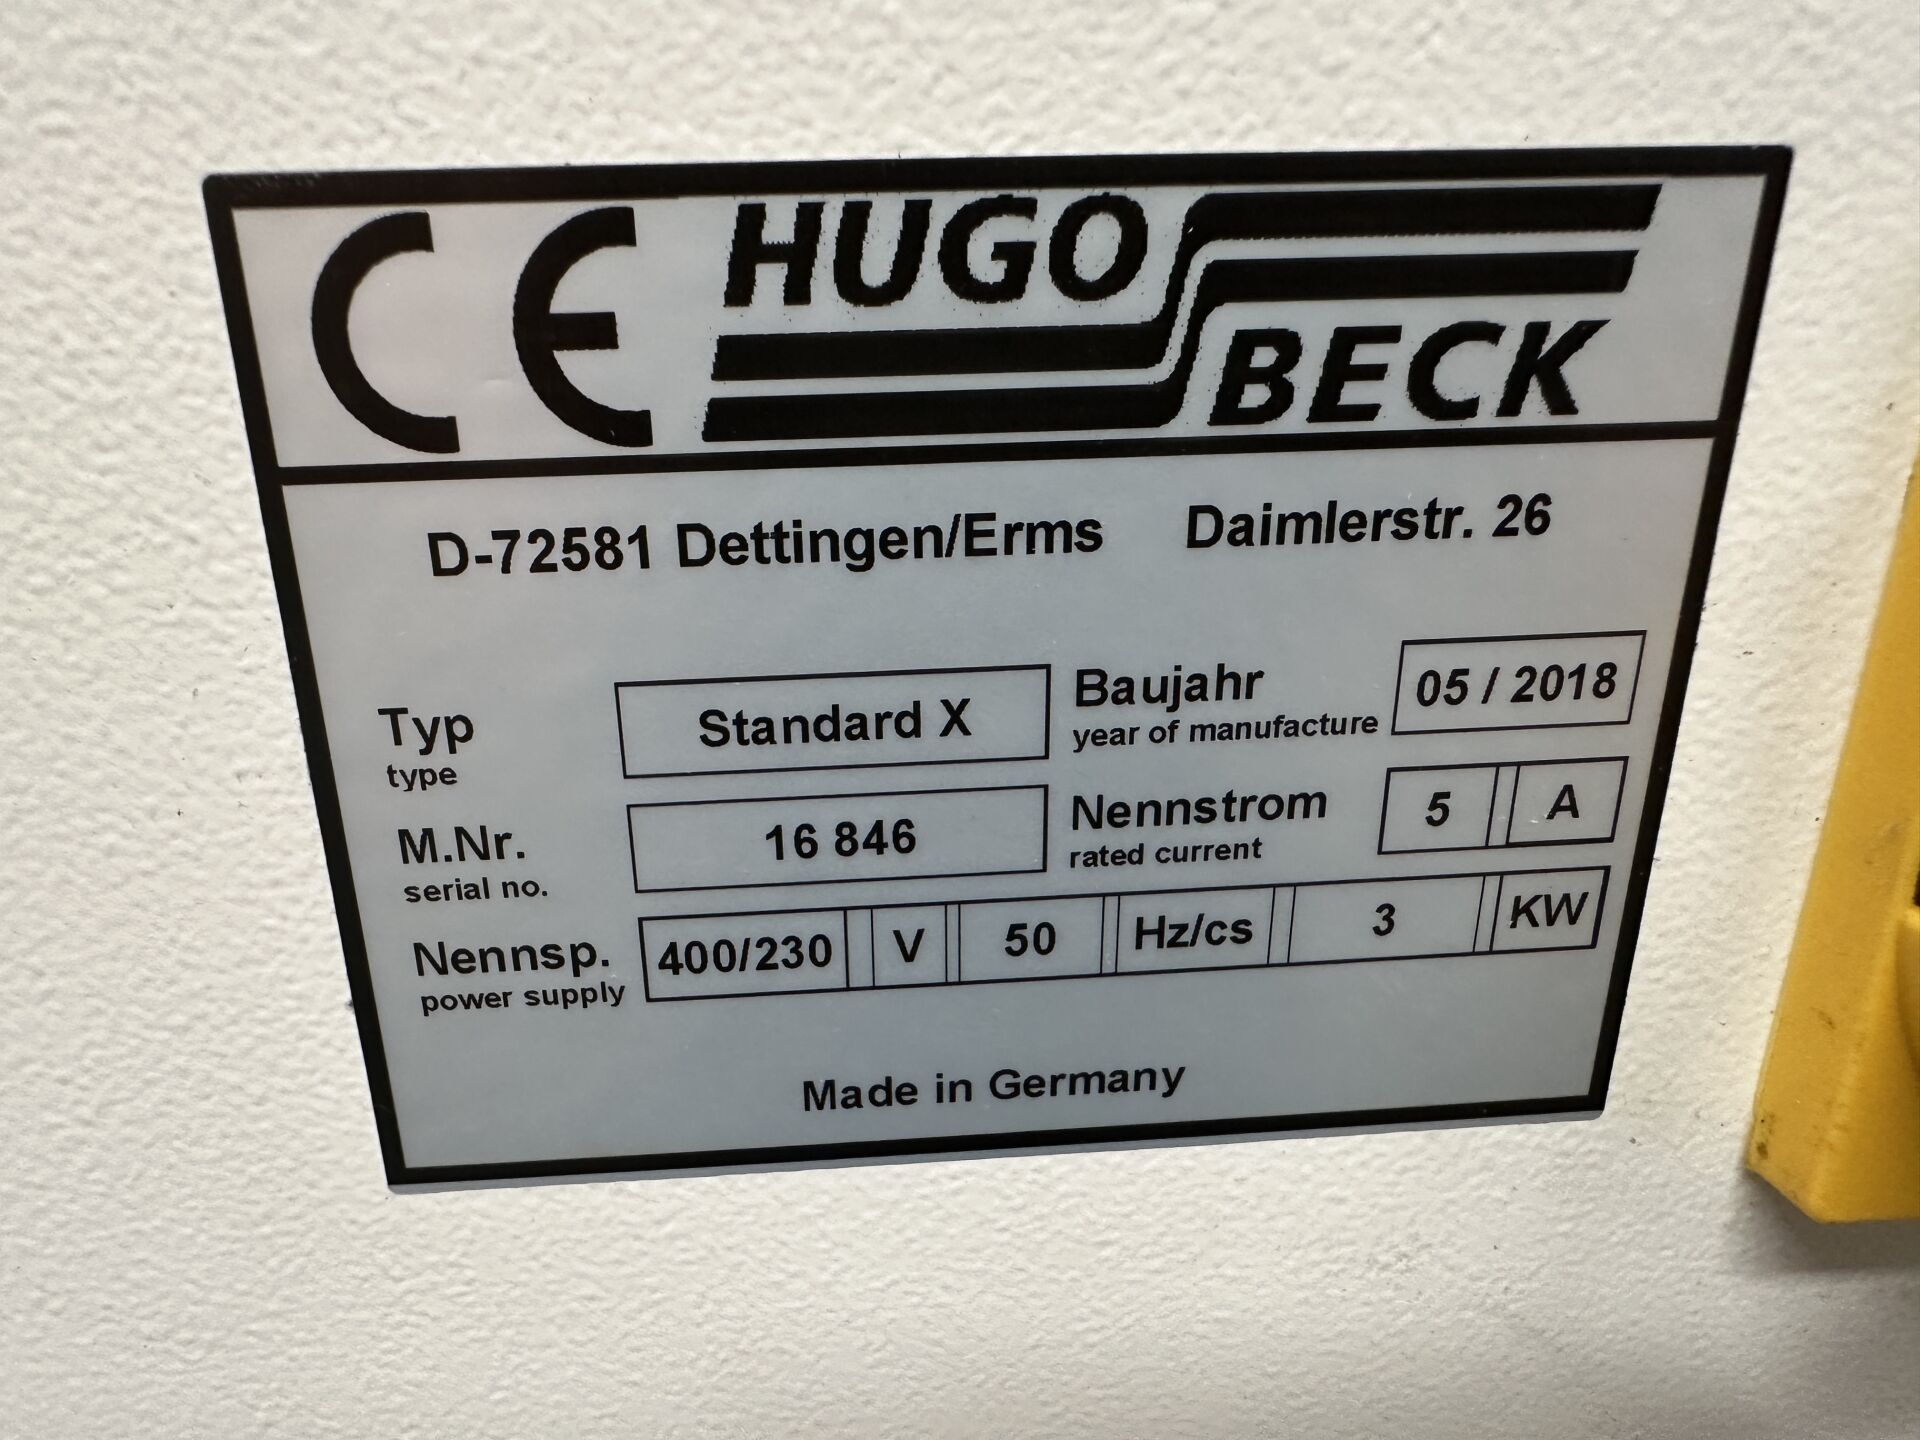 CE HUGO
BECK
D-72581 Dettingen/Erms Daimlerstr. 26
Typ Standard X Baujahr 05 / 2018
type year of manufacture
M.Nr. 16 846 Nennstrom 5 A
serial no. rated current
Nennsp. 400/230 V 50 Hz/cs 3 KW
power supply
Made in Germany